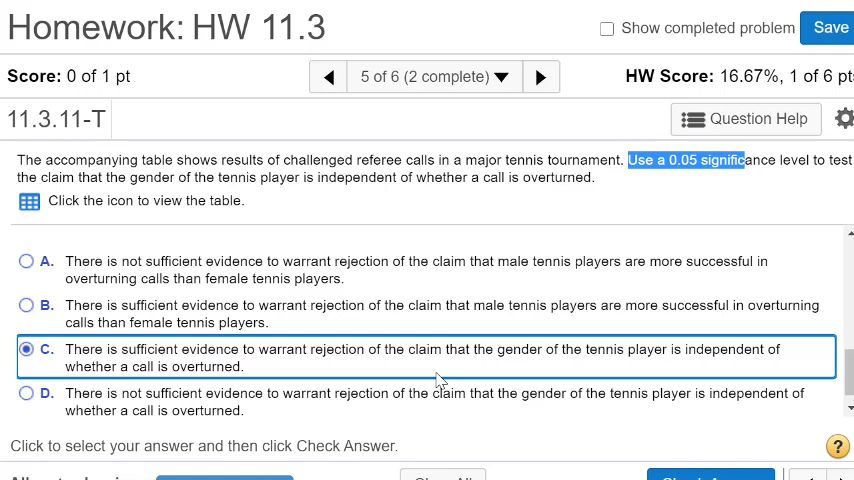 Homework: HW 11.3
Show completed problem
Save
Score: 0 of 1 pt
5 of 6 (2 complete)
HW Score: 16.67%, 1 of 6 pt
11.3.11-T
Question Help
The accompanying table shows results of challenged referee calls in a major tennis tournament. Use a 0.05 significance level to test
the claim that the gender of the tennis player is independent of whether a call is overturned.
Click the icon to view the table.
A. There is not sufficient evidence to warrant rejection of the claim that male tennis players are more successful in
overturning calls than female tennis players.
B. There is sufficient evidence to warrant rejection of the claim that male tennis players are more successful in overturning
calls than female tennis players.
C. There is sufficient evidence to warrant rejection of the claim that the gender of the tennis player is independent of
whether a call is overturned.
D. There is not sufficient evidence to warrant rejection of the claim that the gender of the tennis player is independent of
whether a call is overturned.
Click to select your answer and then click Check Answer.
?